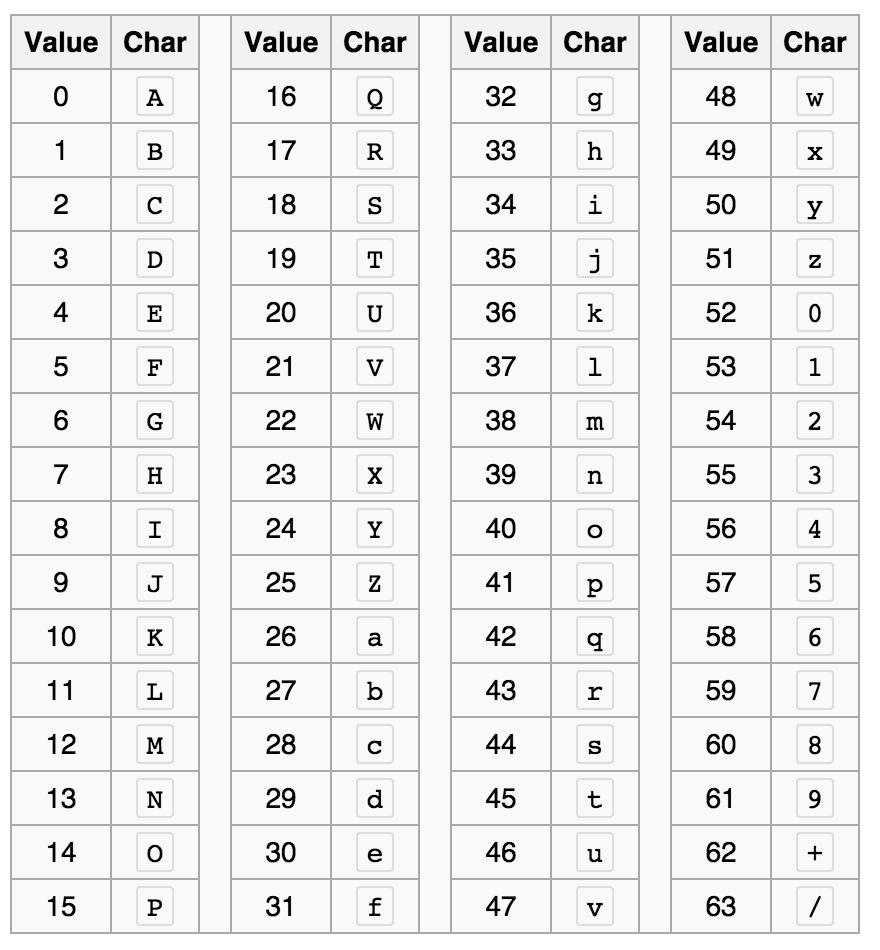 Value Char Value Char Value Char Value Char
0 A 16 Q 32 g 48 w
1 B 17 R 33 h 49 x
2 C 18 S 34 i 50 y
3 D 19 T 35 j 51 z
4 E 20 U 36 k 52 0
5 F 21 V 37 l 53 1
6 G 22 W 38 m 54 2
7 H 23 X 39 n 55 3
8 I 24 Y 40 o 56 4
9 J 25 Z 41 p 57 5
10 K 26 a 42 q 58 6
11 L 27 b 43 r 59 7
12 M 28 c 44 s 60 8
13 N 29 d 45 t 61 9
14 O 30 e 46 u 62 +
15 P 31 f 47 v 63 /